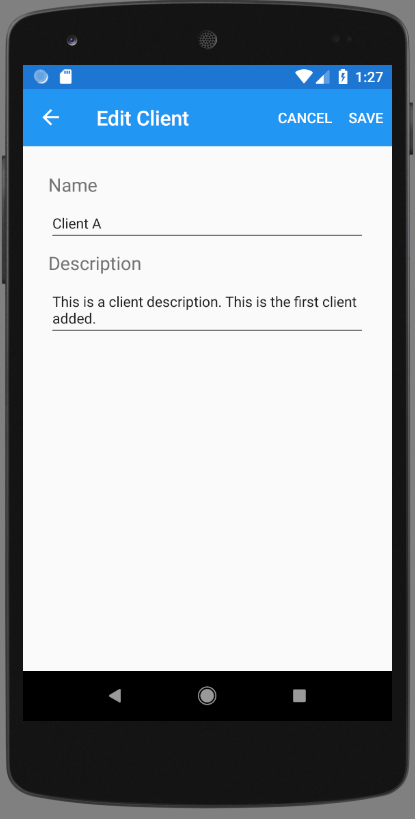 1:27
Edit Client
CANCEL
SAVE
Name
Client A
Description
This is a client description. This is the first client
added.